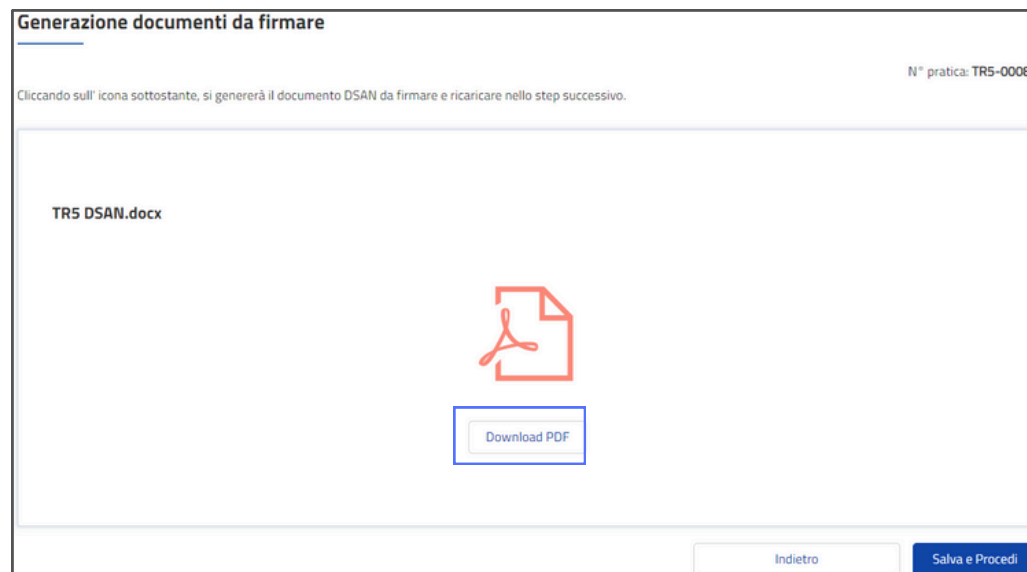 Generazione documenti da firmare
N° pratica: TR5-0008
Cliccando sull' icona sottostante, si genererà il documento DSAN da firmare e ricaricare nello step successivo.
TR5 DSAN.docx
Download PDF
Indietro
Salva e Procedi